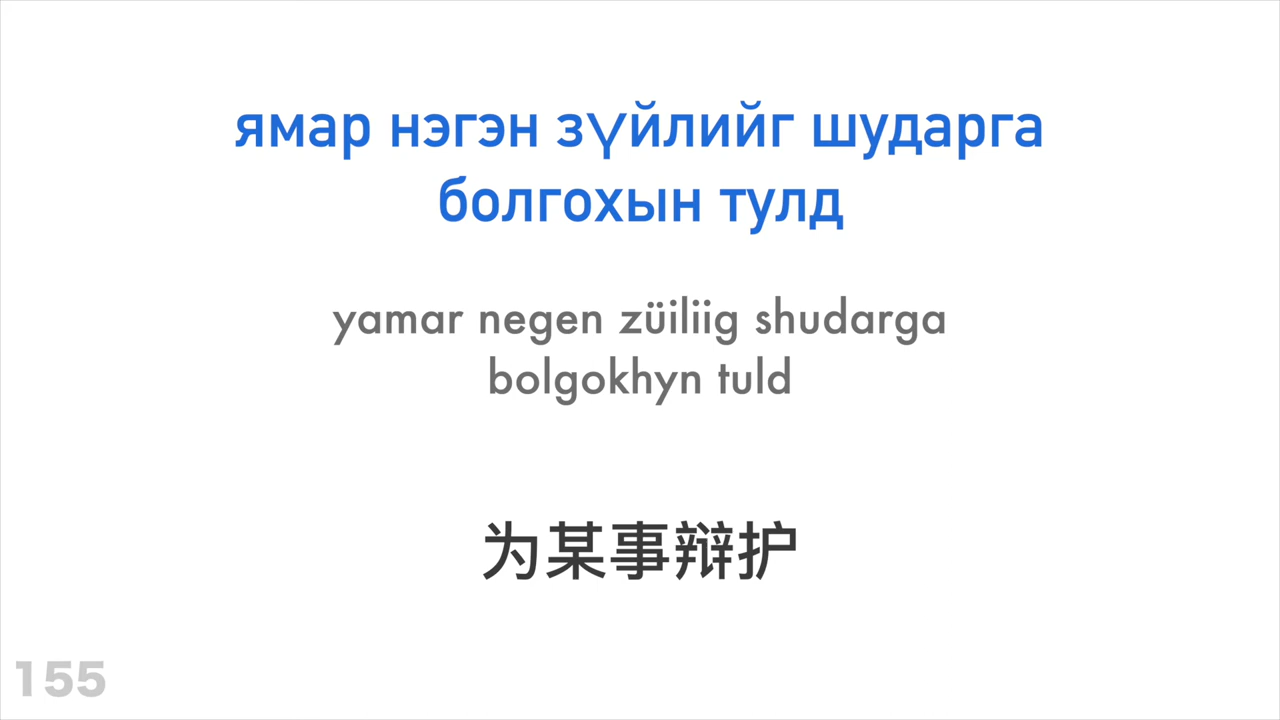 ямар нэгэн зүйлийг шударга
болгохын тулд
yamar negen züiliig shudarga
bolgokhyn tuld
为某事辩护
155